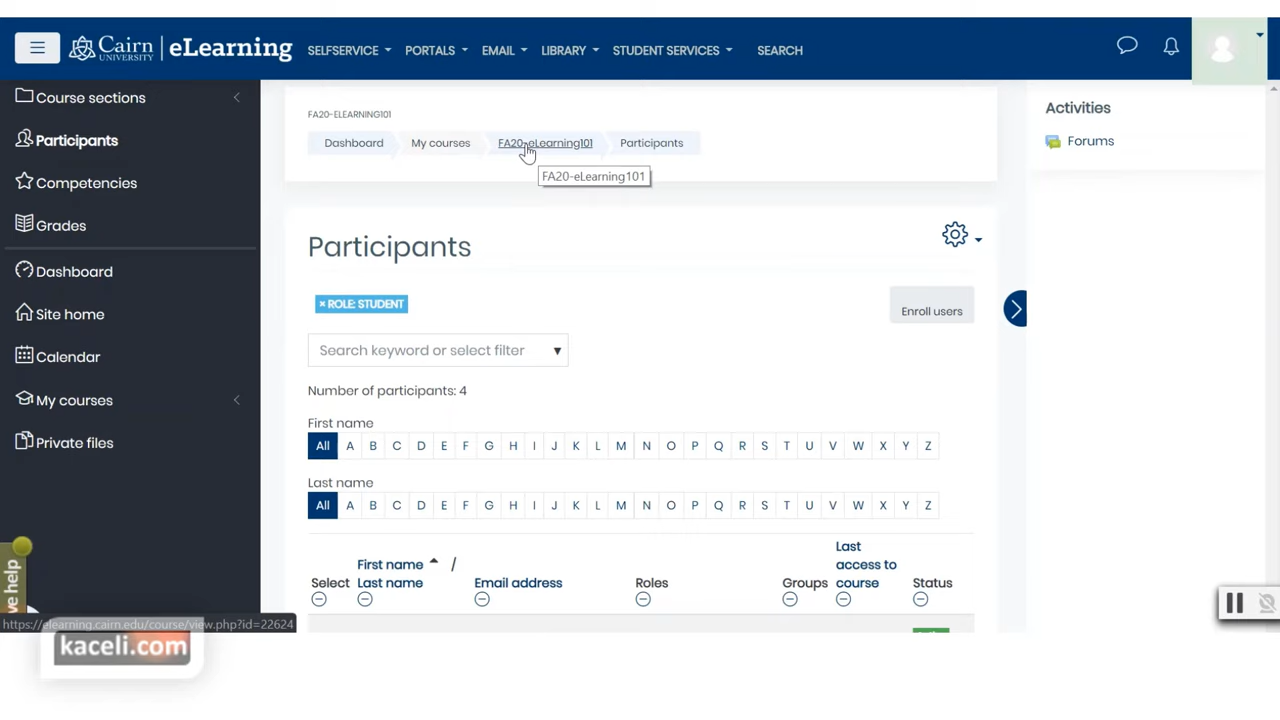 Cairn UNIVERSITY | eLearning SELFSERVICE PORTALS EMAIL LIBRARY STUDENT SERVICES SEARCH
Course sections
Participants
Competencies
Grades
Dashboard
Site home
Calendar
My courses
Private files
FA20-ELEARNING101
Dashboard My courses FA20-eLearning101 Participants
FA20-eLearning101
Participants
× ROLE: STUDENT
Enroll users
Search keyword or select filter ▼
Number of participants: 4
First name
All A B C D E F G H I J K L M N O P Q R S T U V W X Y Z
Last name
All A B C D E F G H I J K L M N O P Q R S T U V W X Y Z
Select
First name / Last name
Email address
Roles
Groups
Last access to course
Status
Activities
Forums
help
https://elearning.cairn.edu/course/view.php?id=22624
kaceli.com